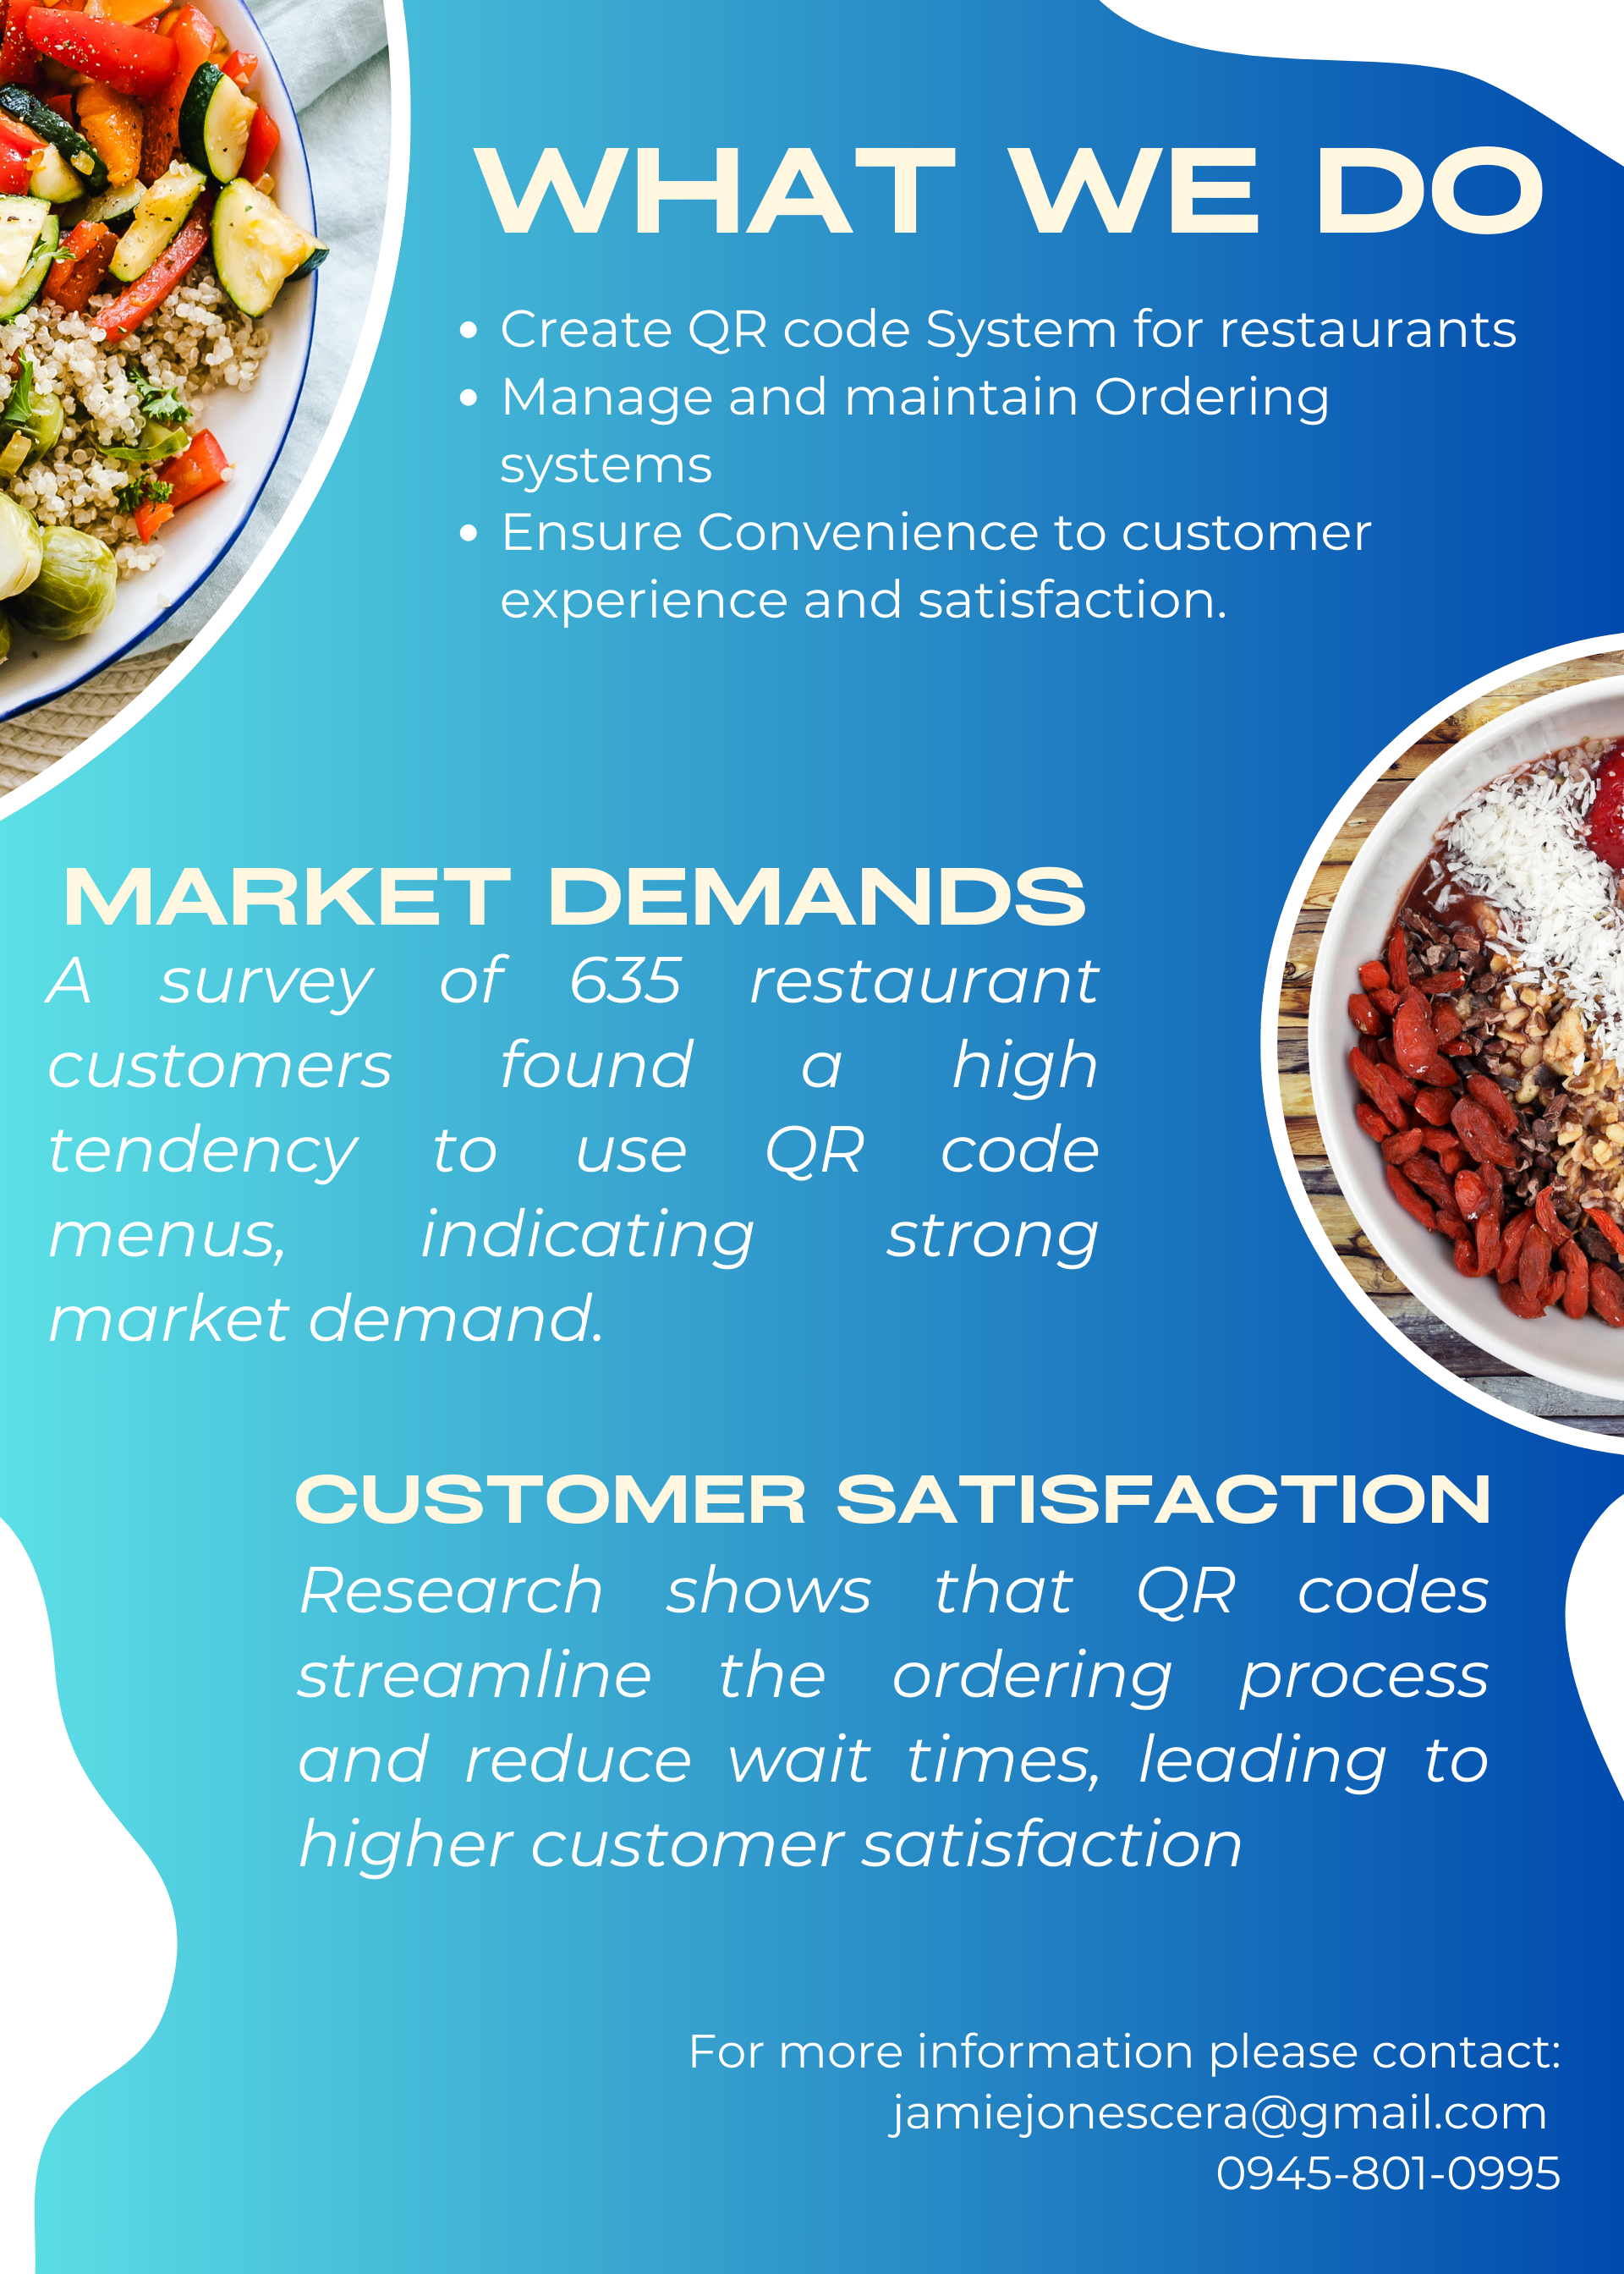 WHAT WE DO
• Create QR code System for restaurants
• Manage and maintain Ordering
systems
• Ensure Convenience to customer
experience and satisfaction.
MARKET DEMANDS
A survey of 635 restaurant
customers found a high
tendency to use QR code
menus, indicating strong
market demand.
CUSTOMER SATISFACTION
Research shows that QR codes
streamline the ordering process
and reduce wait times, leading to
higher customer satisfaction
For more information please contact:
jamiejonescera@gmail.com
0945-801-0995